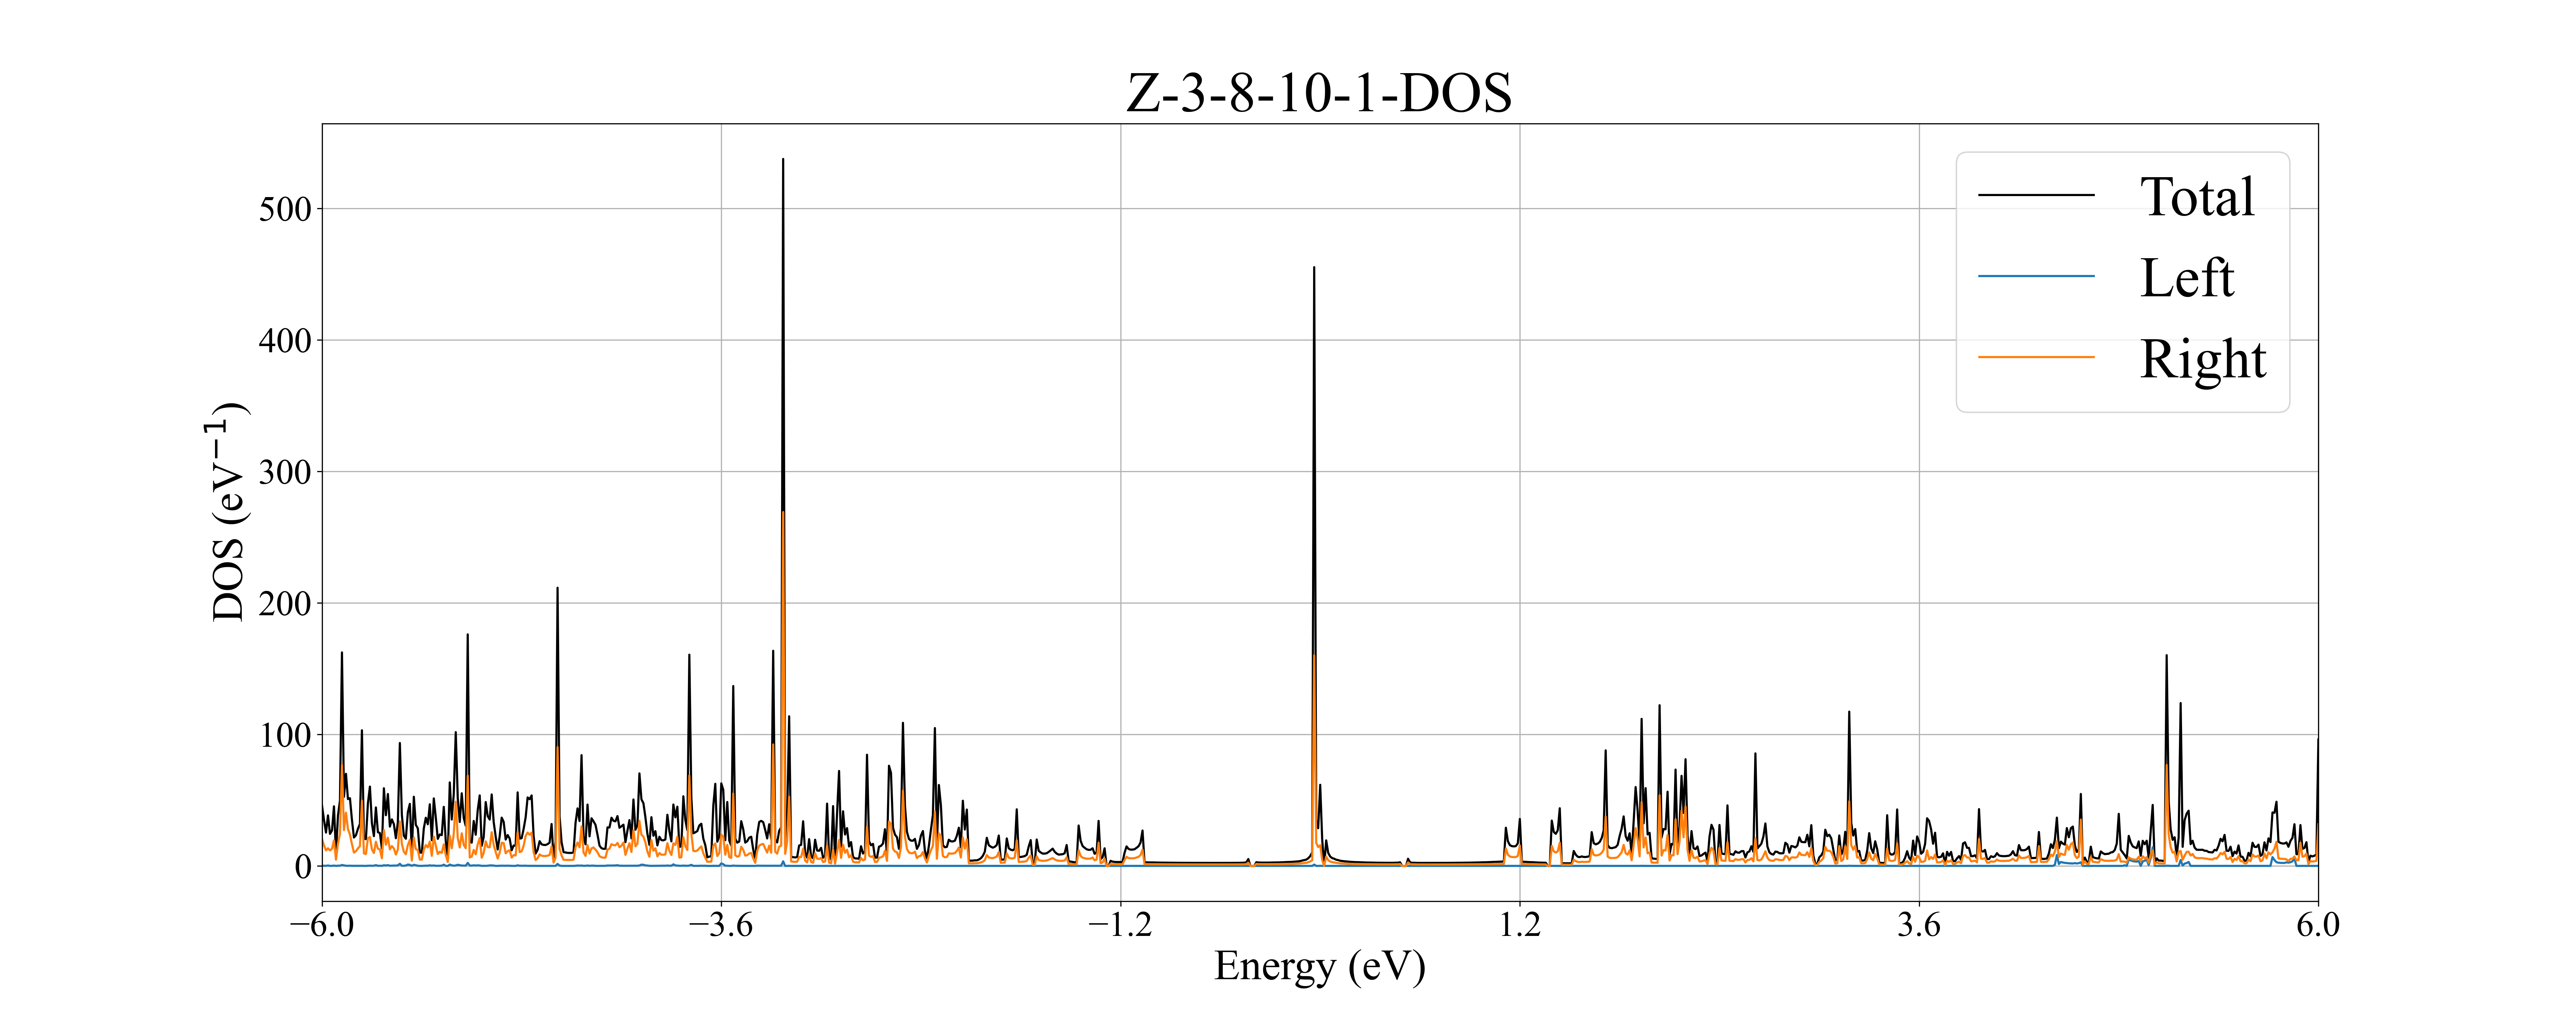 Z-3-8-10-1-DOS
Total
Left
Right
DOS (eV⁻¹)
500
400
300
200
100
0
−6.0 −3.6 −1.2 1.2 3.6 6.0
Energy (eV)